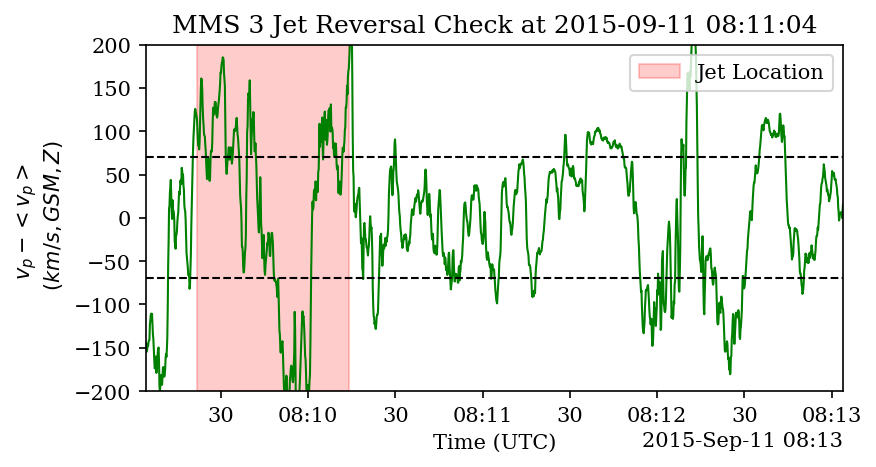 MMS 3 Jet Reversal Check at 2015-09-11 08:11:04
200
150
100
50
0
−50
−100
−150
−200
v_p − < v_p >
(km/s, GSM, Z)
Jet Location
30 08:10 30 08:11 30 08:12 30 08:13
Time (UTC)
2015-Sep-11 08:13